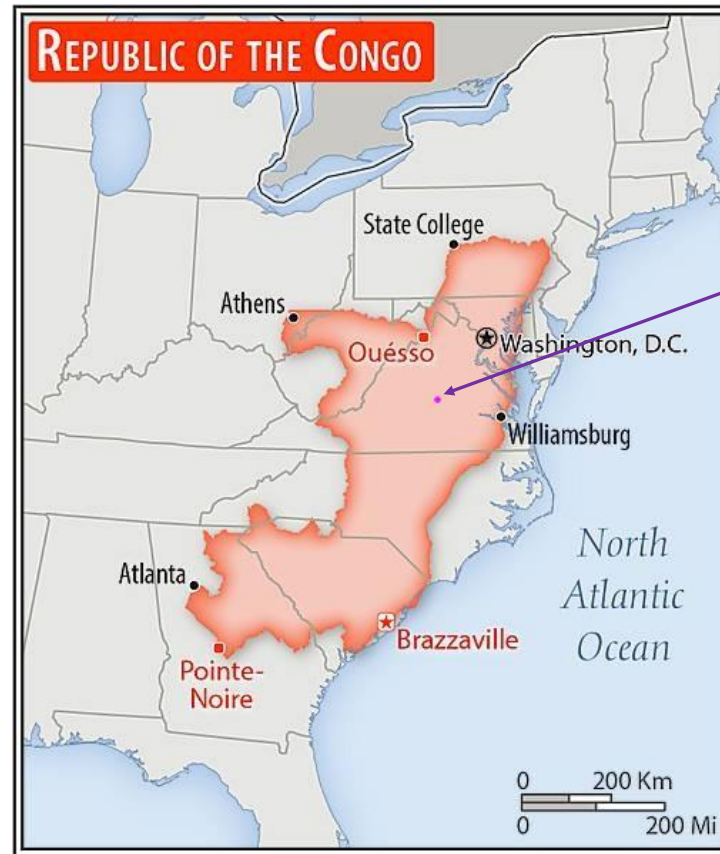 REPUBLIC OF THE CONGO
State College
Athens
Ouésso
Washington, D.C.
Williamsburg
North
Atlantic
Ocean
Atlanta
Brazzaville
Pointe-
Noire
0 200 Km
0 200 Mi